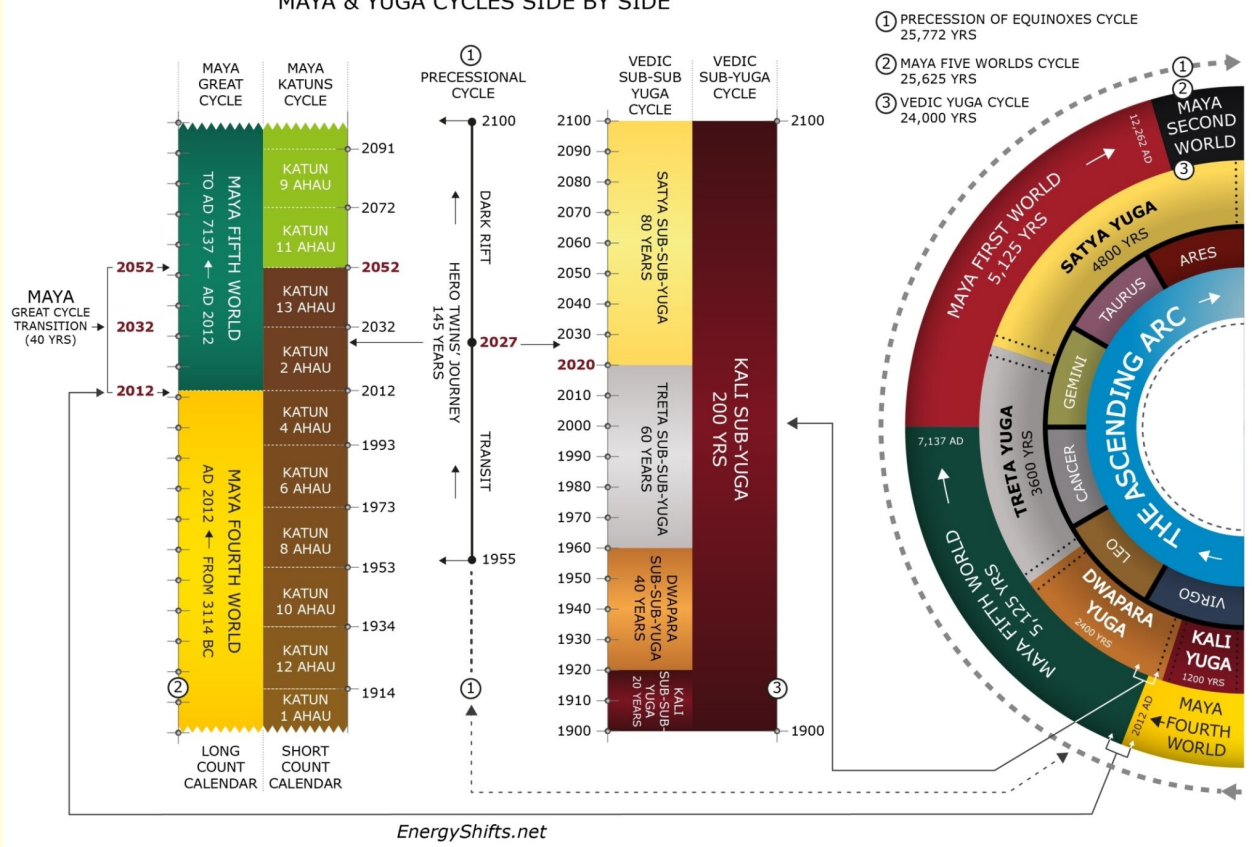 MAYA & YUGA CYCLES SIDE BY SIDE
1 PRECESSION OF EQUINOXES CYCLE
25,772 YRS
2 MAYA FIVE WORLDS CYCLE
25,625 YRS
3 VEDIC YUGA CYCLE
24,000 YRS
MAYA
GREAT
CYCLE
MAYA
KATUNS
CYCLE
1
PRECESSIONAL
CYCLE
VEDIC
SUB-SUB
YUGA
CYCLE
VEDIC
SUB-YUGA
CYCLE
MAYA
GREAT CYCLE
TRANSITION
(40 YRS)
2052
2032
2012
MAYA FIFTH WORLD
TO AD 7137 ← AD 2012
MAYA FOURTH WORLD
AD 2012 ← FROM 3114 BC
2
KATUN
9 AHAU
KATUN
11 AHAU
KATUN
13 AHAU
KATUN
2 AHAU
KATUN
4 AHAU
KATUN
6 AHAU
KATUN
8 AHAU
KATUN
10 AHAU
KATUN
12 AHAU
KATUN
1 AHAU
2091
2072
2052
2032
2012
1993
1973
1953
1934
1914
LONG
COUNT
CALENDAR
SHORT
COUNT
CALENDAR
2100
DARK RIFT
HERO TWINS' JOURNEY
145 YEARS
2027
TRANSIT
1955
1
2100
2090
2080
2070
2060
2050
2040
2030
2020
2010
2000
1990
1980
1970
1960
1950
1940
1930
1920
1910
1900
SATYA SUB-SUB-YUGA
80 YEARS
TRETA SUB-SUB-YUGA
60 YEARS
DWAPARA
SUB-SUB-YUGA
40 YEARS
KALI
SUB-SUB-
YUGA
20 YEARS
KALI SUB-YUGA
200 YRS
2100
3
1900
1
2
MAYA
SECOND
WORLD
3
12,262 AD
MAYA FIRST WORLD
5,125 YRS
7,137 AD
MAYA FIFTH WORLD
5,125 YRS
2012 AD
MAYA
FOURTH
WORLD
SATYA YUGA
4800 YRS
TRETA YUGA
3600 YRS
DWAPARA
YUGA
2400 YRS
KALI
YUGA
1200 YRS
ARES
TAURUS
GEMINI
CANCER
LEO
VIRGO
THE ASCENDING ARC
EnergyShifts.net